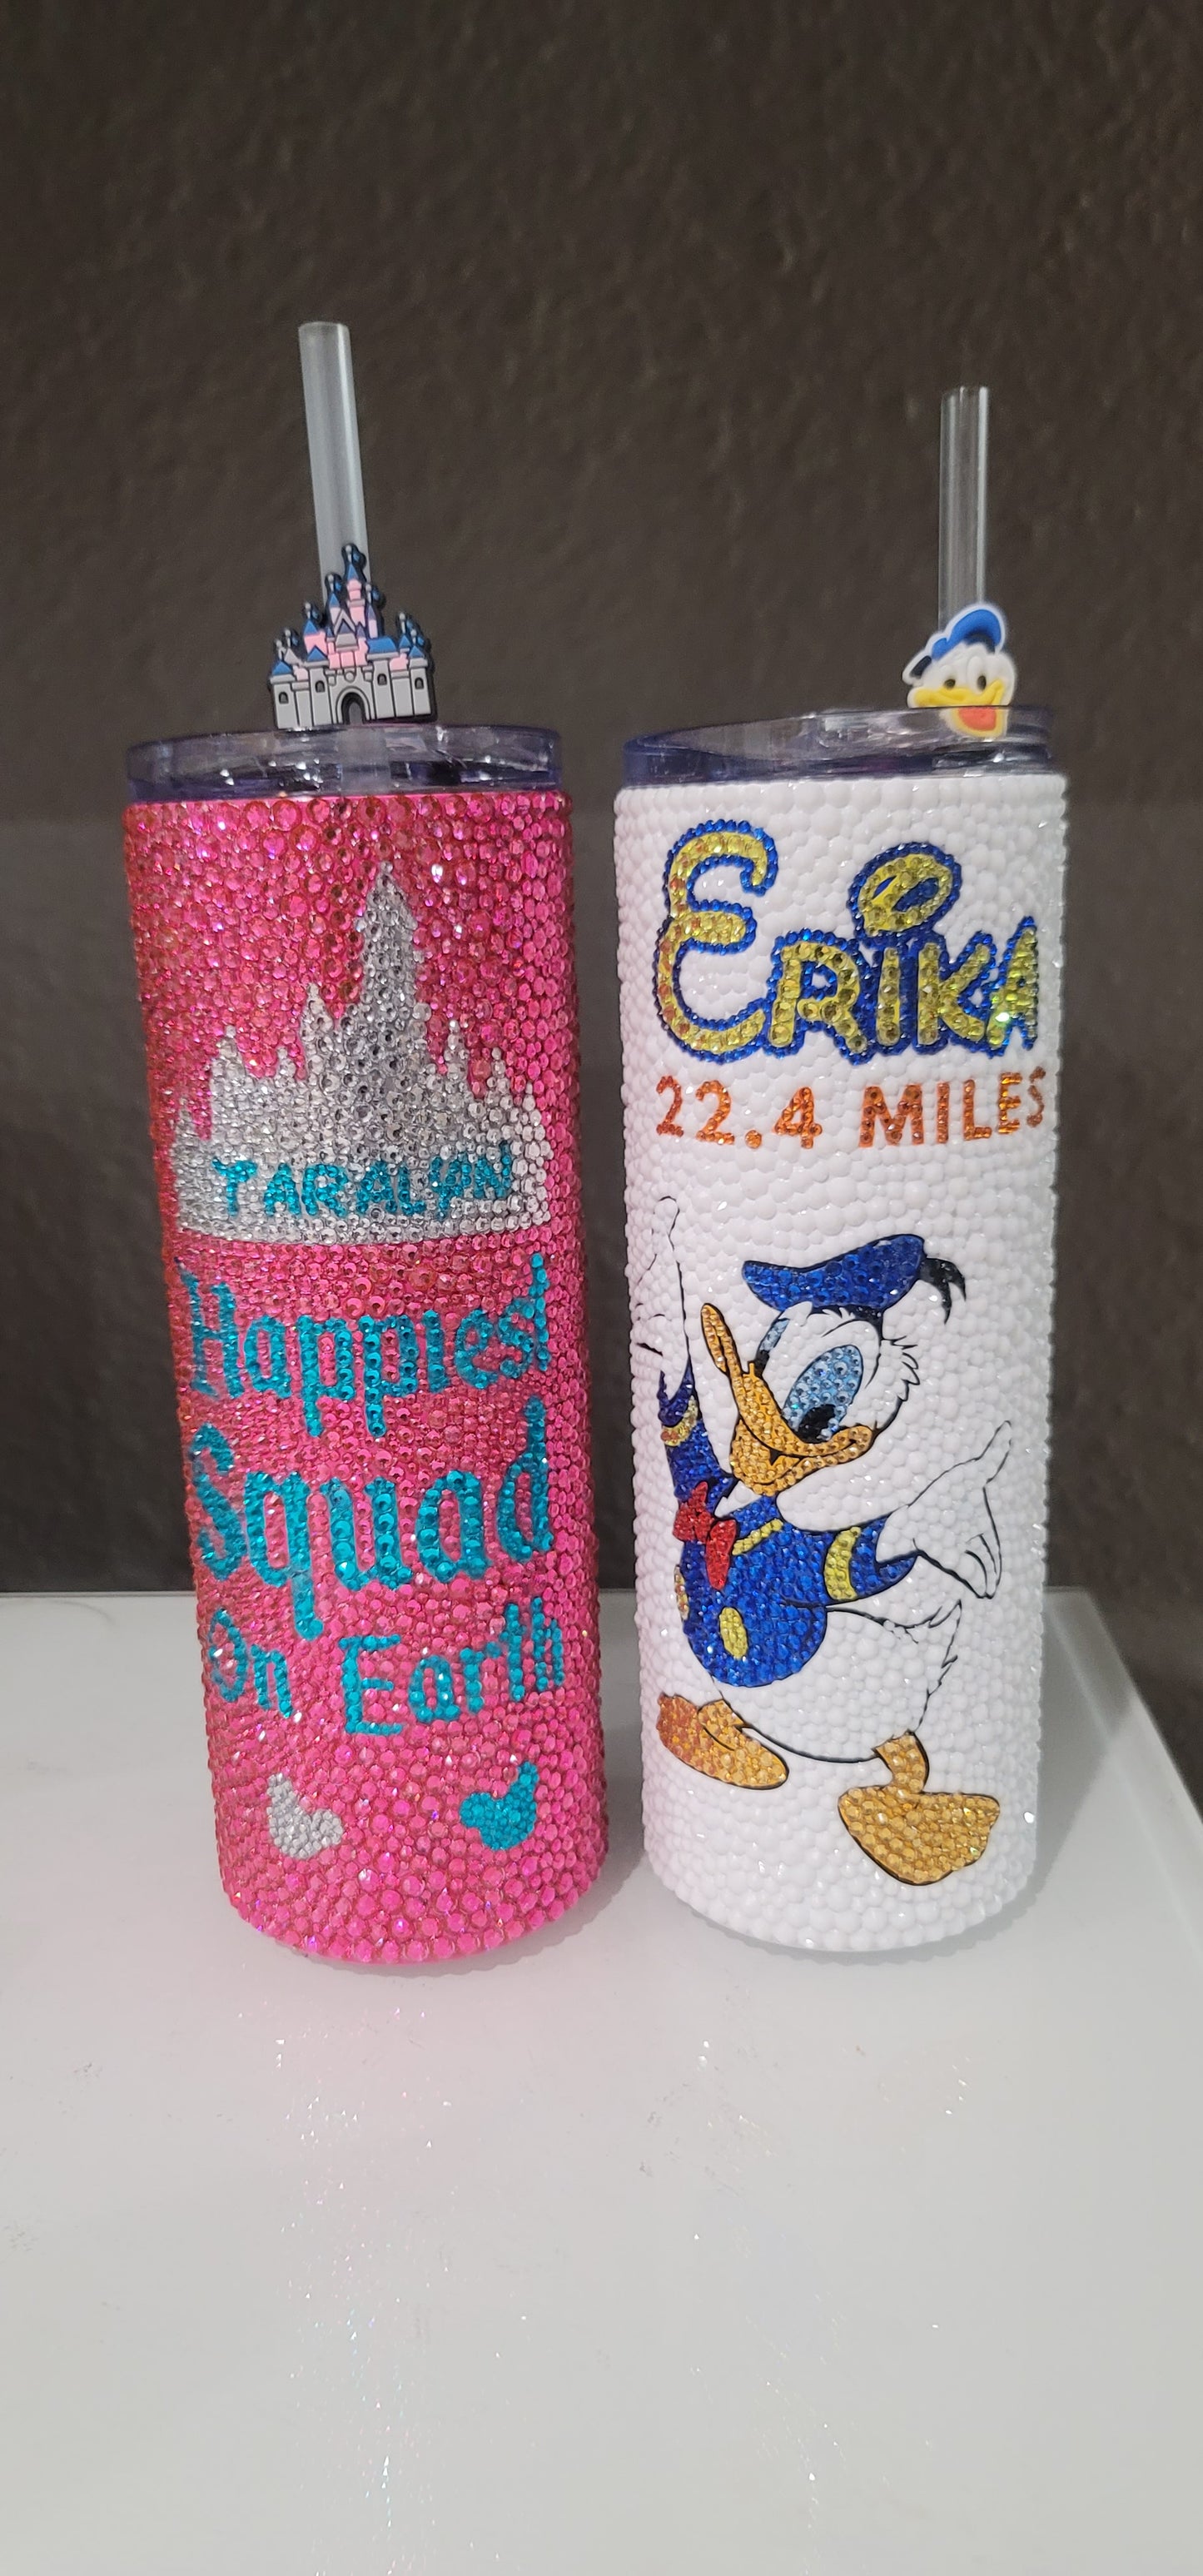 TARALYN
Happiest
Squad
On Earth
ERIKA
22.4 MILES